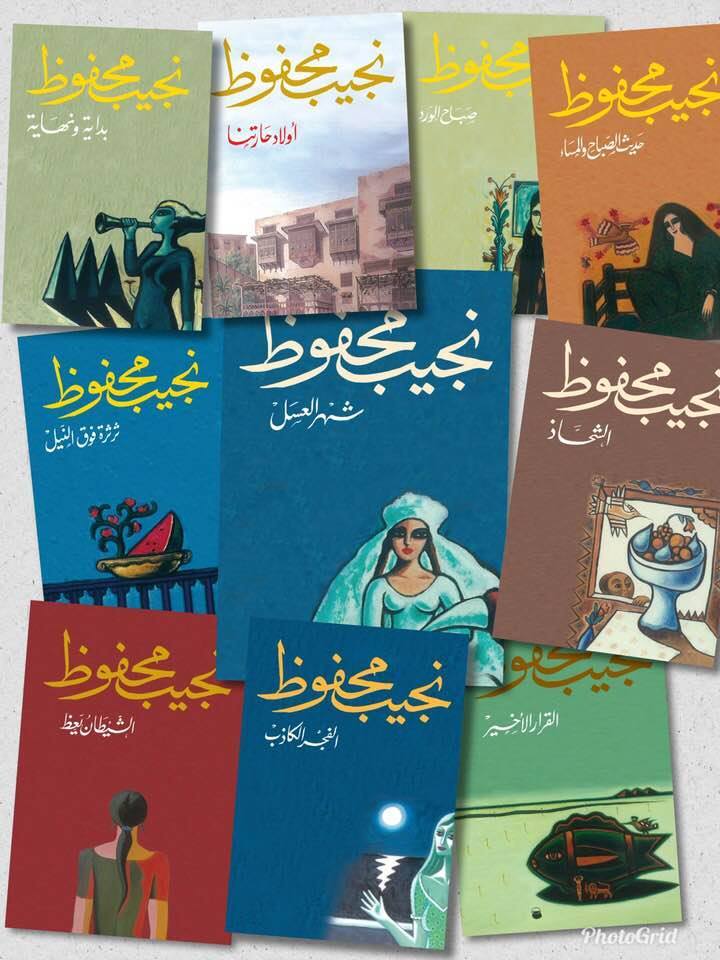 نجيب محفوظ
حديث الصباح والمساء
محفوظ
صباح الورد
نجيب محفوظ
أولاد حارتنا
نجيب محفوظ
بداية ونهاية
نجيب محفوظ
الشحاذ
نجيب محفوظ
شهر العسل
نجيب محفوظ
ثرثرة فوق النيل
القرار الأخير
نجيب محفوظ
الفجر الكاذب
نجيب محفوظ
الشيطان يعظ
PhotoGrid